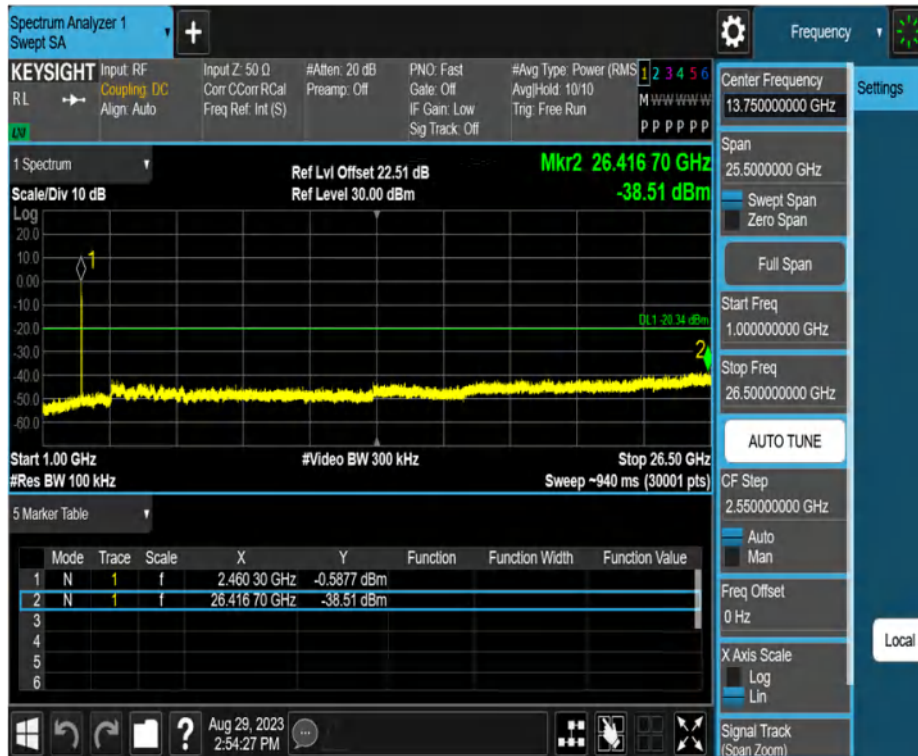 Spectrum Analyzer 1
Swept SA
+
Frequency
KEYSIGHT
RL
Input: RF
Coupling: DC
Align: Auto
Input Z: 50 Ω
Corr CCorr RCal
Freq Ref: Int (S)
#Atten: 20 dB
Preamp: Off
PNO: Fast
Gate: Off
IF Gain: Low
Sig Track: Off
#Avg Type: Power (RMS
Avg|Hold: 10/10
Trig: Free Run
1 2 3 4 5 6
M W W W W W
P P P P P P
1 Spectrum
Scale/Div 10 dB
Ref Lvl Offset 22.51 dB
Ref Level 30.00 dBm
Mkr2 26.416 70 GHz
-38.51 dBm
Log
20.0
10.0
0.00
-10.0
-20.0
-30.0
-40.0
-50.0
-60.0
1
DL1 -20.34 dBm
2
Start 1.00 GHz
#Video BW 300 kHz
Stop 26.50 GHz
#Res BW 100 kHz
Sweep ~940 ms (30001 pts)
5 Marker Table
Mode Trace Scale X Y Function Function Width Function Value
1 N 1 f 2.460 30 GHz -0.5877 dBm
2 N 1 f 26.416 70 GHz -38.51 dBm
3
4
5
6
?
Aug 29, 2023
2:54:27 PM
Center Frequency
13.750000000 GHz
Span
25.5000000 GHz
Swept Span
Zero Span
Full Span
Start Freq
1.000000000 GHz
Stop Freq
26.500000000 GHz
AUTO TUNE
CF Step
2.550000000 GHz
Auto
Man
Freq Offset
0 Hz
X Axis Scale
Log
Lin
Signal Track
(Span Zoom)
Settings
Local